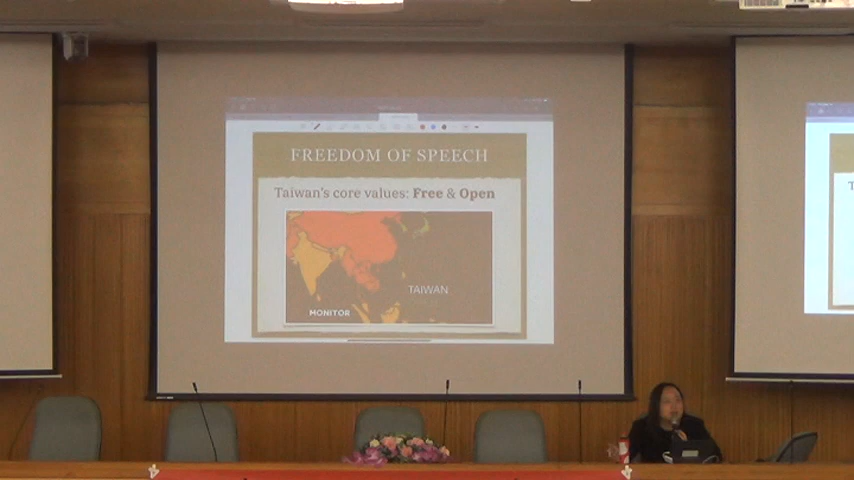 FREEDOM OF SPEECH
Taiwan's core values: Free & Open
TAIWAN
MONITOR
T